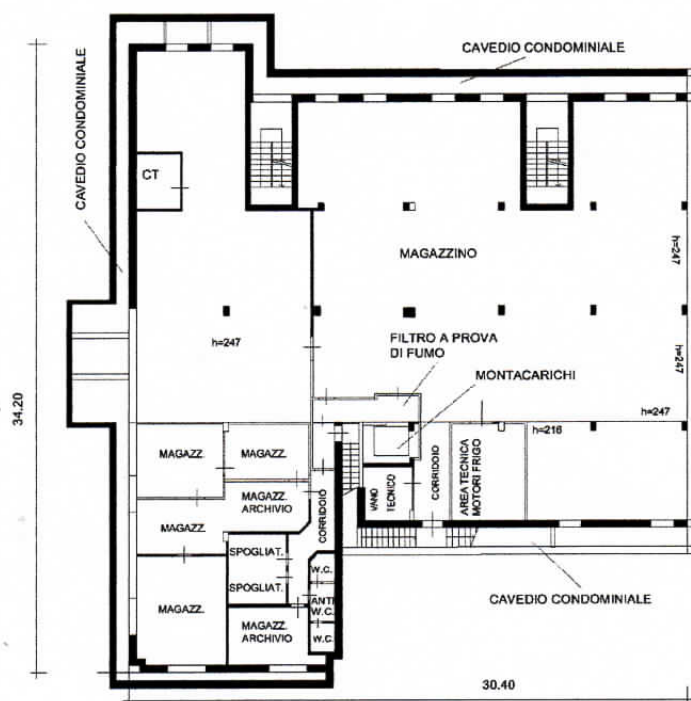 CAVEDIO CONDOMINIALE
CAVEDIO CONDOMINIALE
CT
MAGAZZINO
h=247
h=247
FILTRO A PROVA
DI FUMO
h=247
MONTACARICHI
34.20
h=247
h=216
MAGAZZ.
MAGAZZ.
MAGAZZ.
ARCHIVIO
MAGAZZ.
CORRIDOIO
VANO
TECNICO
CORRIDOIO
AREA TECNICA
MOTORI FRIGO
SPOGLIAT.
SPOGLIAT.
W.C.
ANTI
W.C.
W.C.
MAGAZZ.
MAGAZZ.
ARCHIVIO
CAVEDIO CONDOMINIALE
30.40